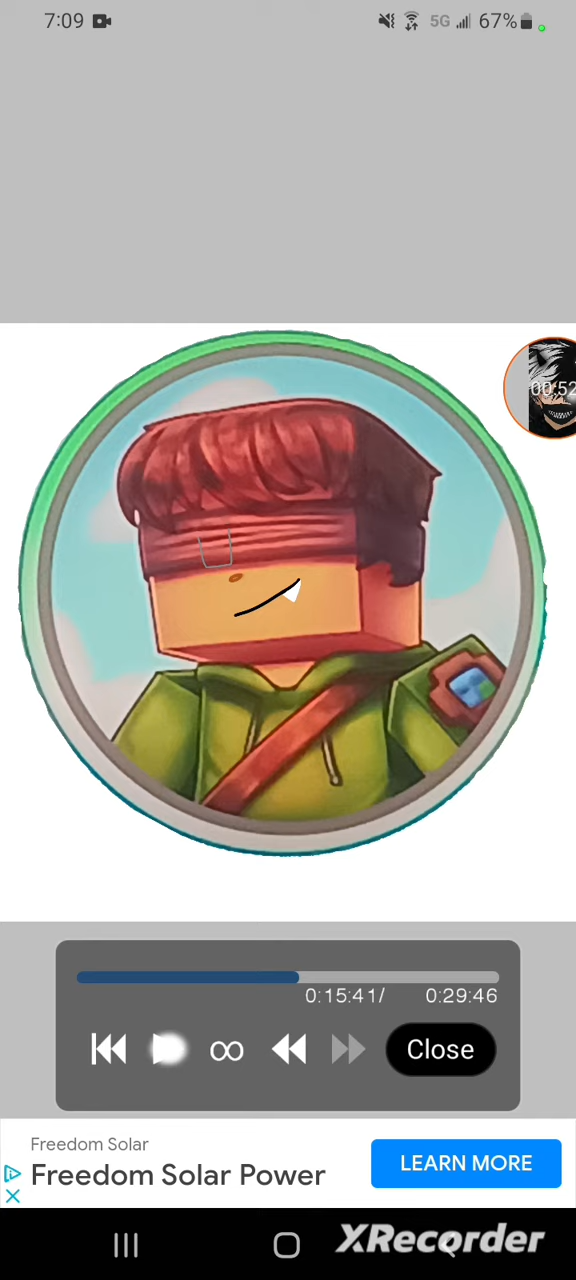 7:09 5G 67%
00:52
0:15:41/ 0:29:46
Close
Freedom Solar
Freedom Solar Power
LEARN MORE
XRecorder